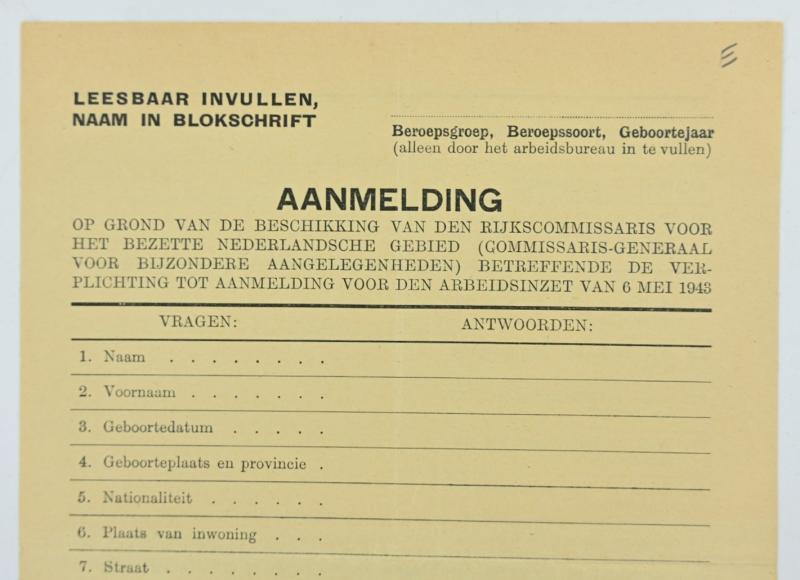 LEESBAAR INVULLEN,
NAAM IN BLOKSCHRIFT
Beroepsgroep, Beroepssoort, Geboortejaar
(alleen door het arbeidsbureau in te vullen)
AANMELDING
OP GROND VAN DE BESCHIKKING VAN DEN RIJKSCOMMISSARIS VOOR
HET BEZETTE NEDERLANDSCHE GEBIED (COMMISSARIS-GENERAAL
VOOR BIJZONDERE AANGELEGENHEDEN) BETREFFENDE DE VER-
PLICHTING TOT AANMELDING VOOR DEN ARBEIDSINZET VAN 6 MEI 1943
VRAGEN: ANTWOORDEN:
1. Naam . . . . . . . .
2. Voornaam . . . . . . .
3. Geboortedatum . . . . .
4. Geboorteplaats en provincie .
5. Nationaliteit . . . . . .
6. Plaats van inwoning . . .
7. Straat . . . . . . . .